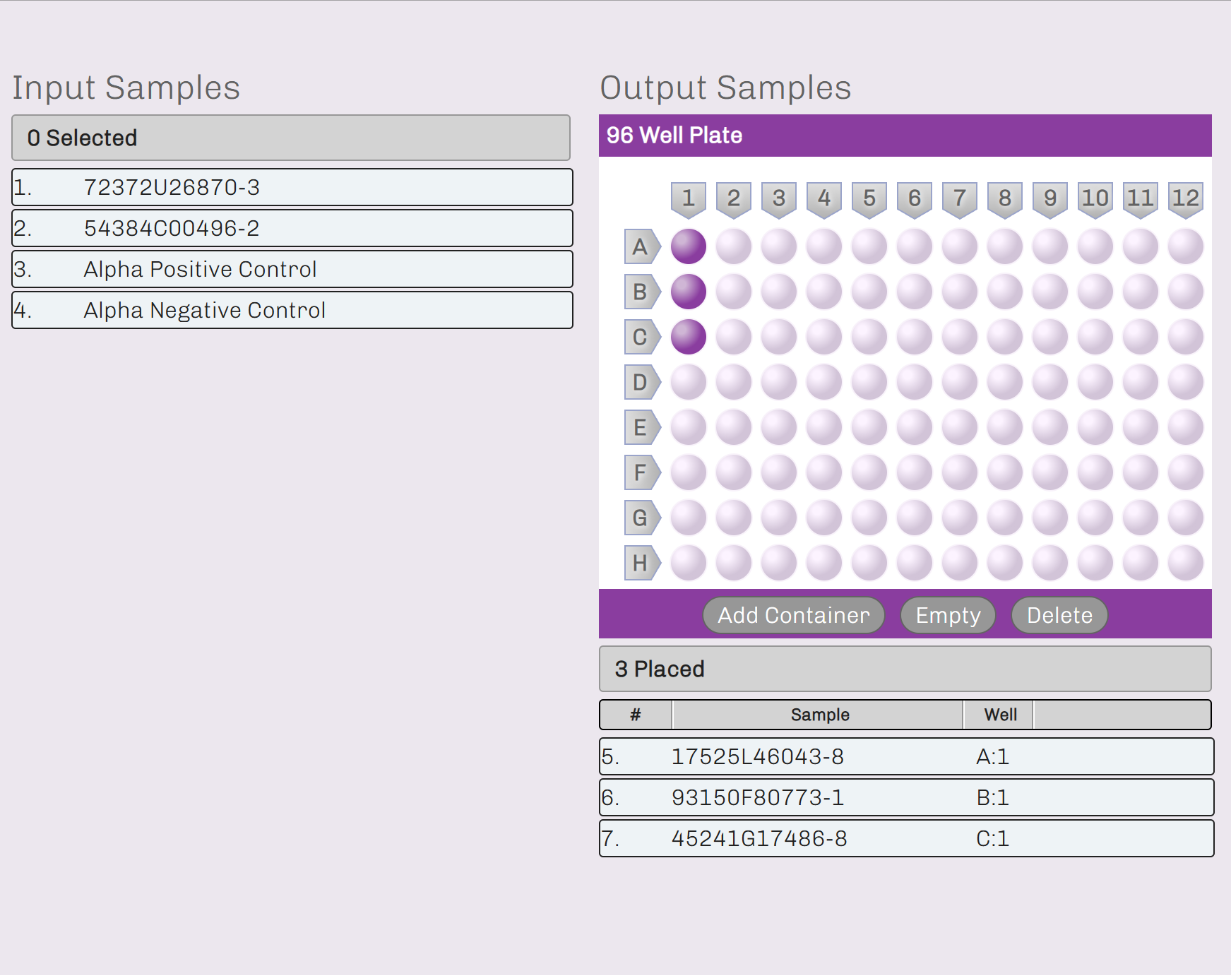 Input Samples
0 Selected
1. 72372U26870-3
2. 54384C00496-2
3. Alpha Positive Control
4. Alpha Negative Control
Output Samples
96 Well Plate
1 2 3 4 5 6 7 8 9 10 11 12
A
B
C
D
E
F
G
H
Add Container Empty Delete
3 Placed
# Sample Well
5. 17525L46043-8 A:1
6. 93150F80773-1 B:1
7. 45241G17486-8 C:1